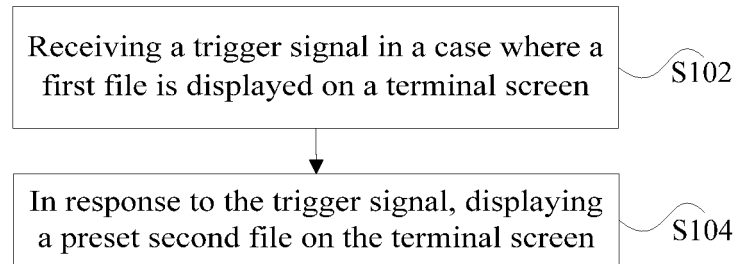 Receiving a trigger signal in a case where a
first file is displayed on a terminal screen
S102
In response to the trigger signal, displaying
a preset second file on the terminal screen
S104